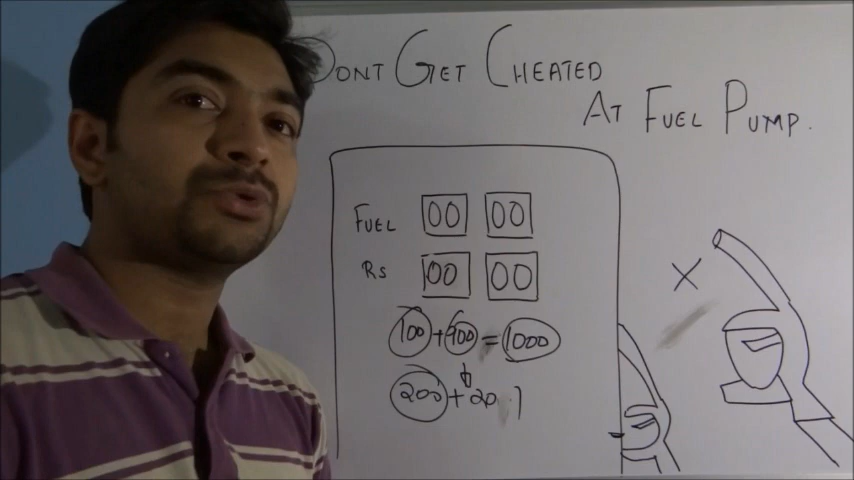 DONT GET CHEATED
AT FUEL PUMP.
FUEL 00 00
Rs 00 00
100 + 900 = 1000
200 + 20
X